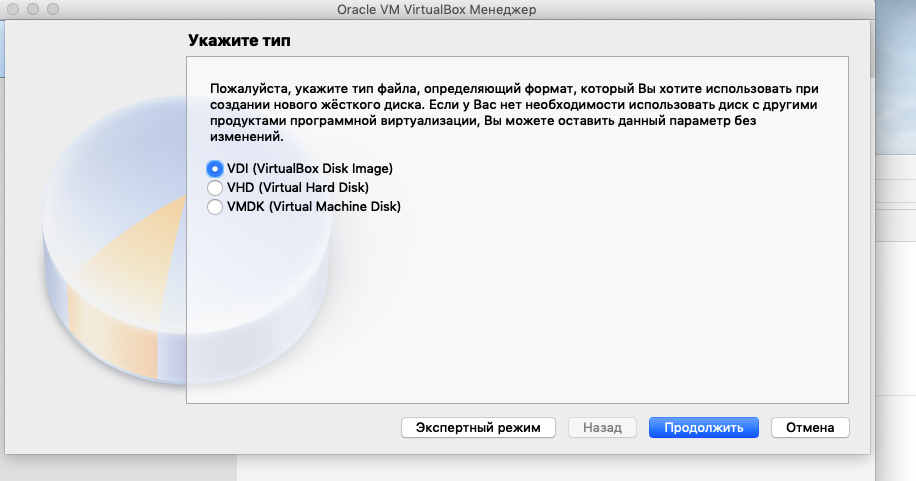 Oracle VM VirtualBox Менеджер
Укажите тип
Пожалуйста, укажите тип файла, определяющий формат, который Вы хотите использовать при
создании нового жёсткого диска. Если у Вас нет необходимости использовать диск с другими
продуктами программной виртуализации, Вы можете оставить данный параметр без
изменений.
VDI (VirtualBox Disk Image)
VHD (Virtual Hard Disk)
VMDK (Virtual Machine Disk)
Экспертный режим
Назад
Продолжить
Отмена